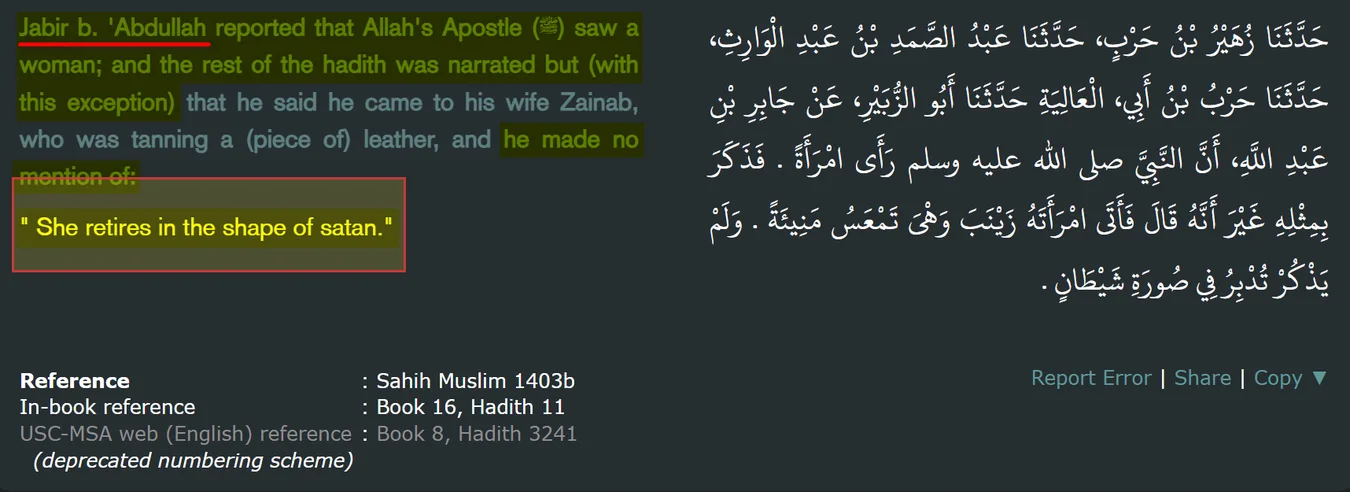 Jabir b. 'Abdullah reported that Allah's Apostle (ﷺ) saw a
woman; and the rest of the hadith was narrated but (with
this exception) that he said he came to his wife Zainab,
who was tanning a (piece of) leather, and he made no
mention of:
" She retires in the shape of satan."
حَدَّثَنَا زُهَيْرُ بْنُ حَرْبٍ، حَدَّثَنَا عَبْدُ الصَّمَدِ بْنُ عَبْدِ الْوَارِثِ،
حَدَّثَنَا حَرْبُ بْنُ أَبِي، الْعَالِيَةِ حَدَّثَنَا أَبُو الزُّبَيْرِ، عَنْ جَابِرِ بْنِ
عَبْدِ اللَّهِ، أَنَّ النَّبِيَّ صلى الله عليه وسلم رَأَى امْرَأَةً ‏.‏ فَذَكَرَ
بِمِثْلِهِ غَيْرَ أَنَّهُ قَالَ فَأَتَى امْرَأَتَهُ زَيْنَبَ وَهْىَ تَمْعَسُ مَنِيئَةً ‏.‏ وَلَمْ
يَذْكُرْ تُدْبِرُ فِي صُورَةِ شَيْطَانٍ ‏.‏
Reference : Sahih Muslim 1403b
In-book reference : Book 16, Hadith 11
USC-MSA web (English) reference : Book 8, Hadith 3241
(deprecated numbering scheme)
Report Error | Share | Copy ▼